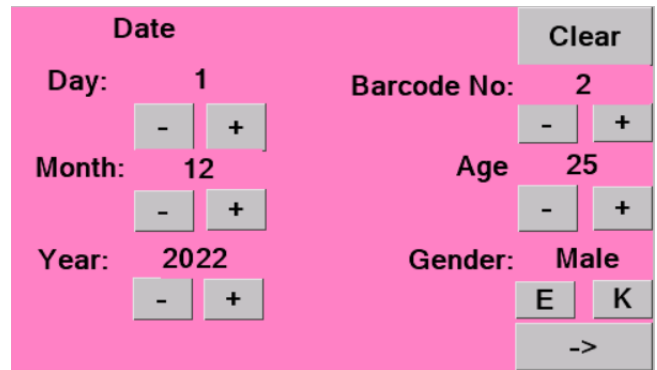 Date Clear
Day: 1 Barcode No: 2
- + - +
Month: 12 Age 25
- + - +
Year: 2022 Gender: Male
- + E K
->